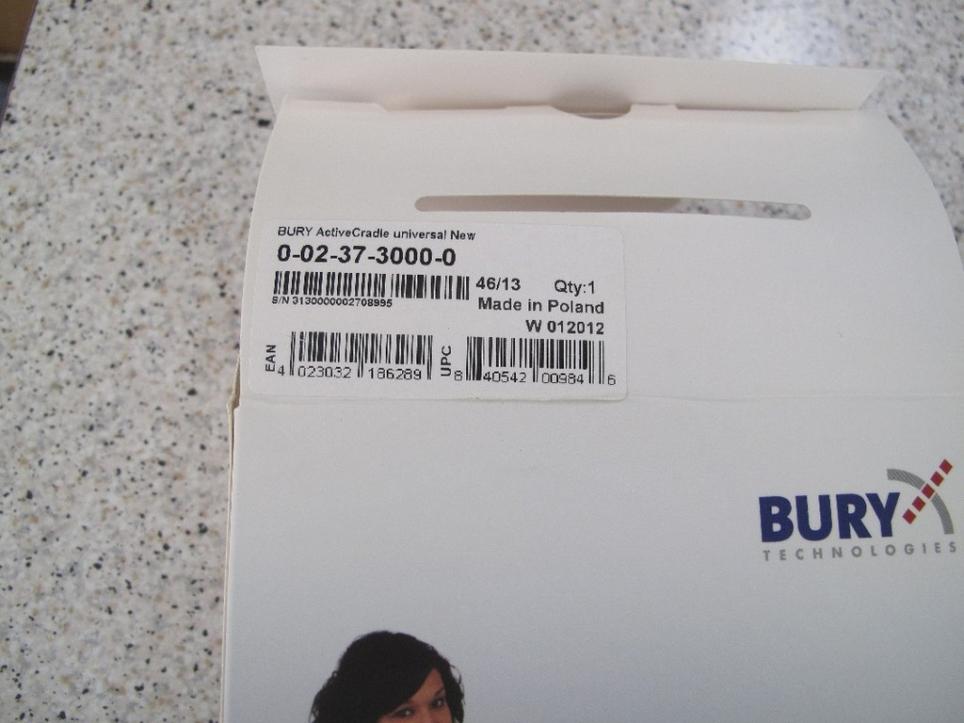 BURY ActiveCradle universal New
0-02-37-3000-0
46/13 Qty:1
S/N 3130000002708995
Made in Poland
W 012012
EAN 4 023032 186289
UPC 8 40542 00984 6
BURY
TECHNOLOGIES